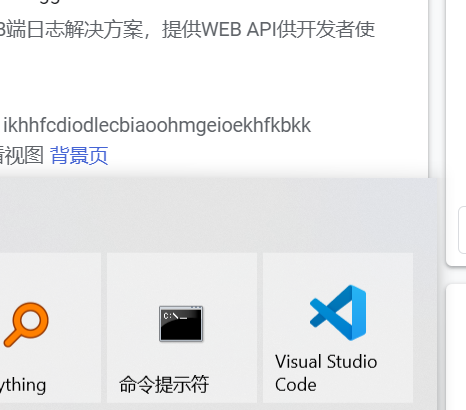 B端日志解决方案，提供WEB API供开发者使
ikhhfcdiodlecbiaoohmgeioekhfkbkk
视图 背景页
ything
C:\_
命令提示符
Visual Studio
Code